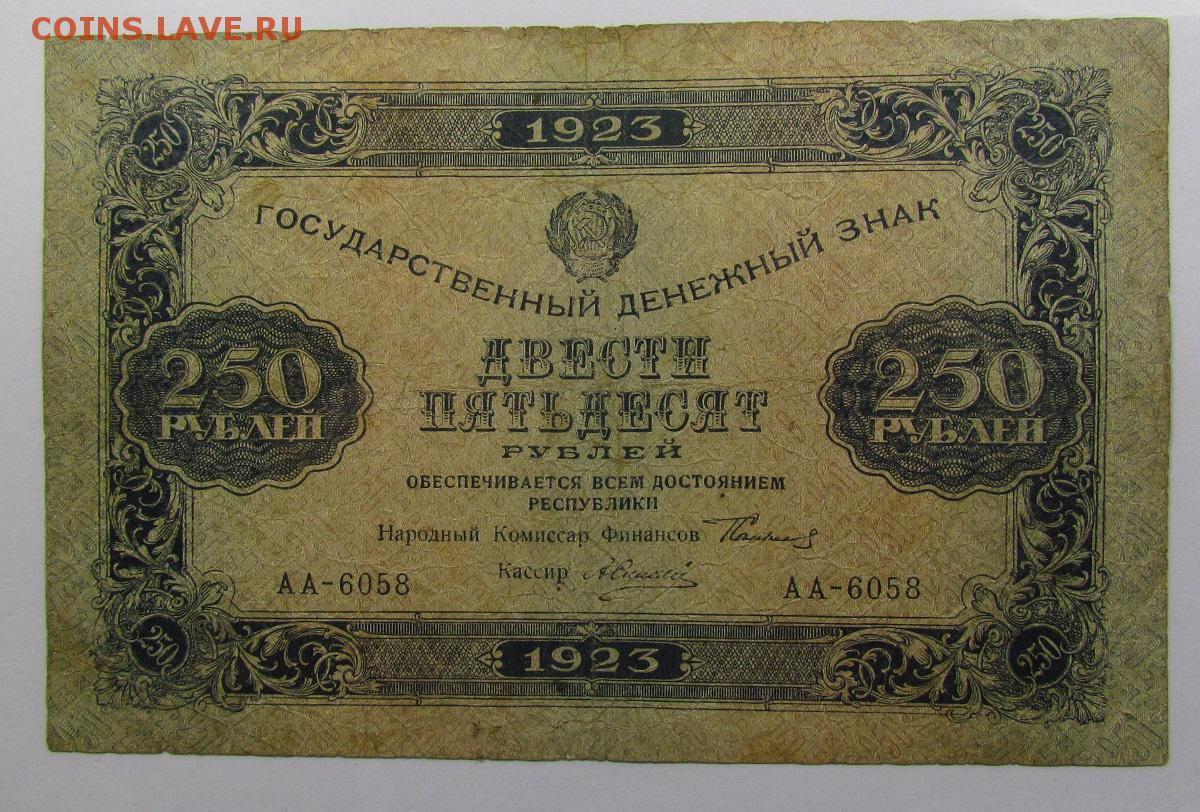 COINS.LAVE.RU
1923
250 250
ГОСУДАРСТВЕННЫЙ ДЕНЕЖНЫЙ ЗНАК
250 РУБЛЕЙ
ДВЕСТИ
ПЯТЬДЕСЯТ
РУБЛЕЙ
250 РУБЛЕЙ
ОБЕСПЕЧИВАЕТСЯ ВСЕМ ДОСТОЯНИЕМ
РЕСПУБЛИКИ
Народный Комиссар Финансов
Кассир
АА-6058 АА-6058
250 250
1923